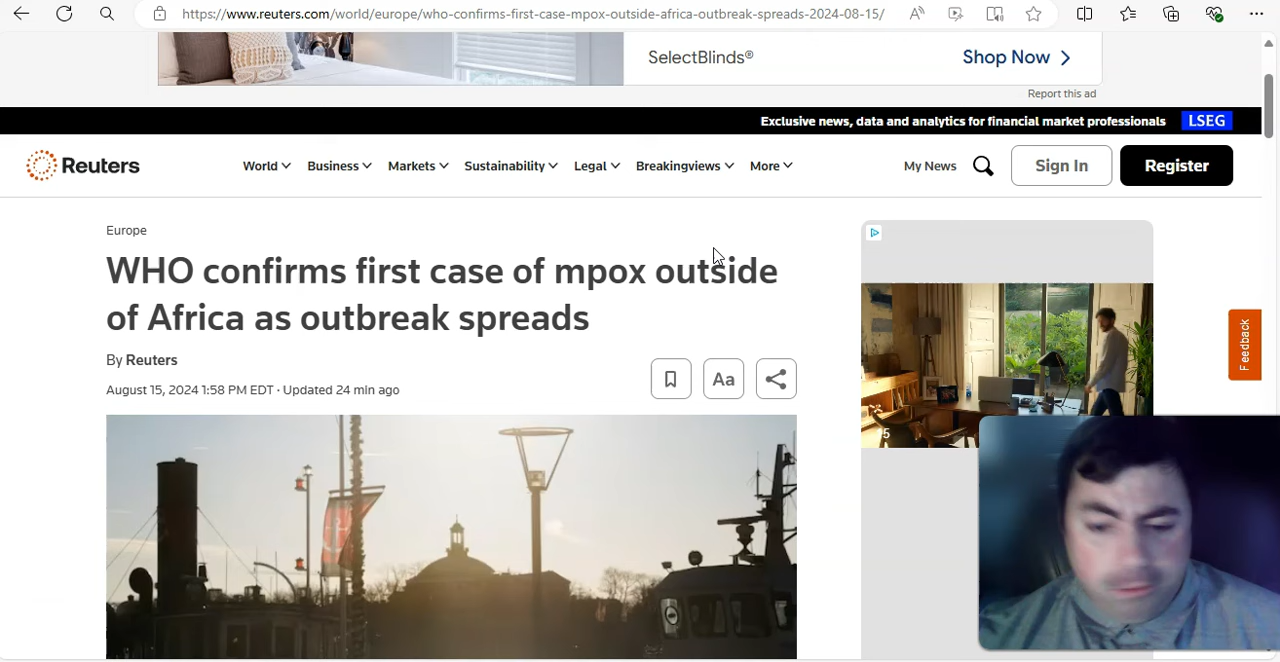 https://www.reuters.com/world/europe/who-confirms-first-case-mpox-outside-africa-outbreak-spreads-2024-08-15/
SelectBlinds®
Shop Now
Report this ad
Exclusive news, data and analytics for financial market professionals LSEG
Reuters
World Business Markets Sustainability Legal Breakingviews More My News Sign In Register
Europe
WHO confirms first case of mpox outside
of Africa as outbreak spreads
By Reuters
August 15, 2024 1:58 PM EDT · Updated 24 min ago
Aa
Feedback